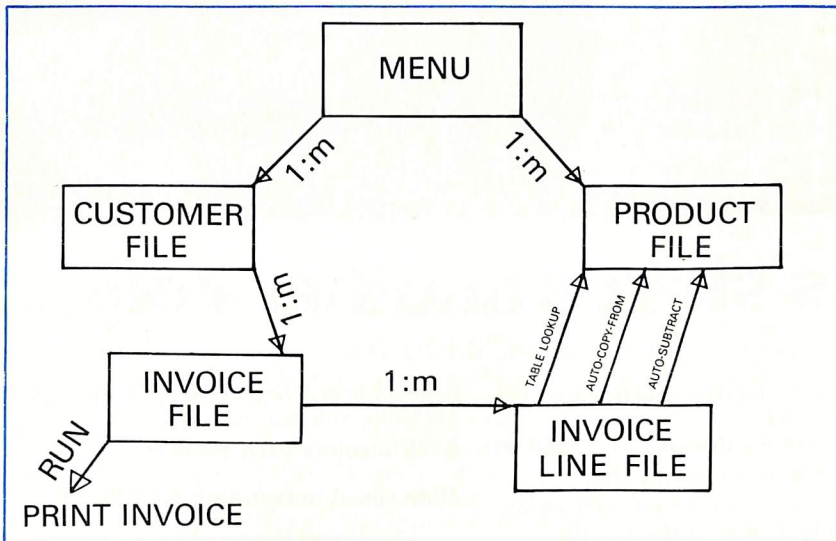 MENU
1:m
1:m
CUSTOMER
FILE
PRODUCT
FILE
1:m
TABLE LOOKUP
AUTO-COPY-FROM
AUTO-SUBTRACT
INVOICE
FILE
1:m
INVOICE
LINE FILE
RUN
PRINT INVOICE